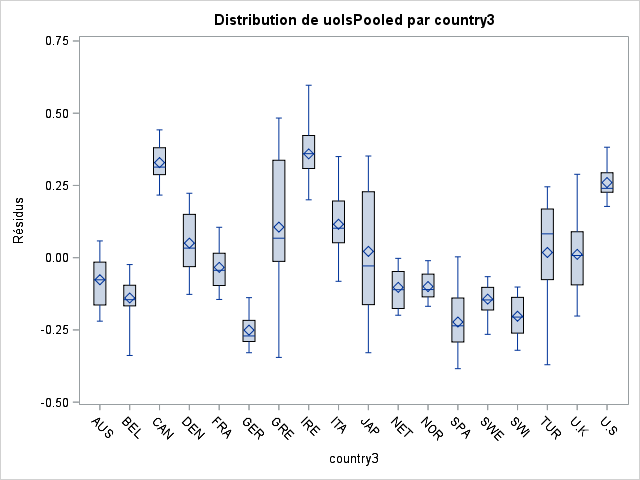 Distribution de uolsPooled par country3
0.75
0.50
0.25
0.00
-0.25
-0.50
Résidus
AUS
BEL
CAN
DEN
FRA
GER
GRE
IRE
ITA
JAP
NET
NOR
SPA
SWE
SWI
TUR
U.K
U.S
country3